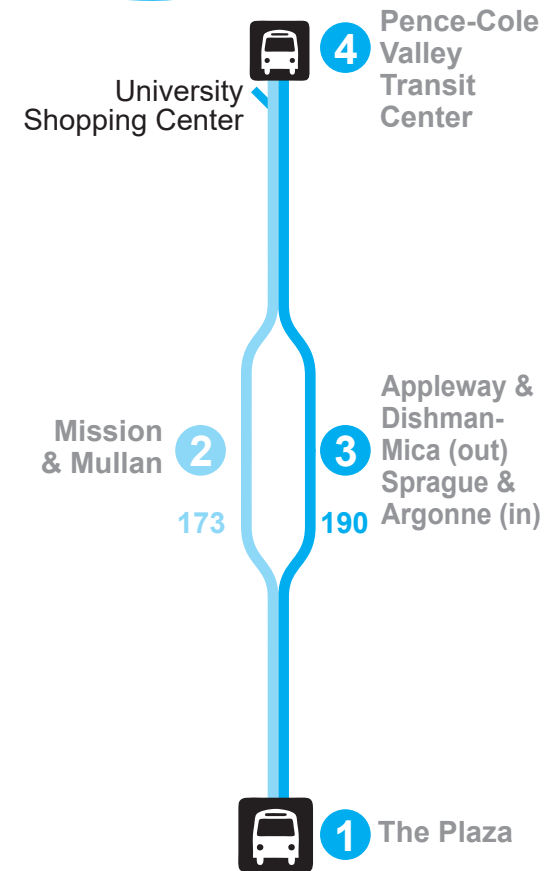 4
Pence-Cole
Valley
Transit
Center
University
Shopping Center
Mission
& Mullan
2
173
3
190
Appleway &
Dishman-
Mica (out)
Sprague &
Argonne (in)
1
The Plaza